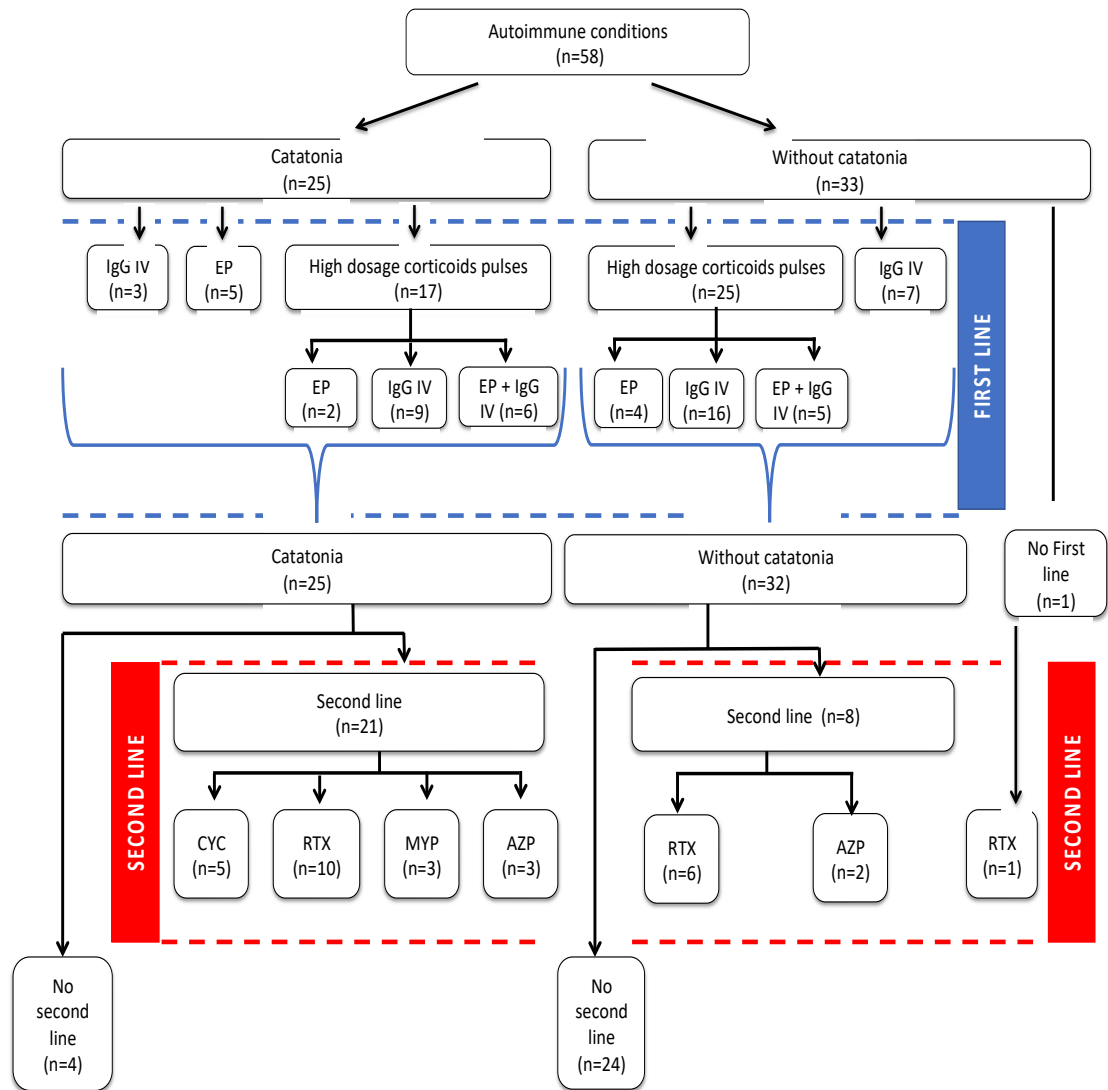 Autoimmune conditions
(n=58)
Catatonia
(n=25)
Without catatonia
(n=33)
IgG IV
(n=3)
EP
(n=5)
High dosage corticoids pulses
(n=17)
High dosage corticoids pulses
(n=25)
IgG IV
(n=7)
FIRST LINE
EP
(n=2)
IgG IV
(n=9)
EP + IgG
IV (n=6)
EP
(n=4)
IgG IV
(n=16)
EP + IgG
IV (n=5)
Catatonia
(n=25)
Without catatonia
(n=32)
No First
line
(n=1)
SECOND LINE
Second line
(n=21)
Second line (n=8)
SECOND LINE
CYC
(n=5)
RTX
(n=10)
MYP
(n=3)
AZP
(n=3)
RTX
(n=6)
AZP
(n=2)
RTX
(n=1)
No
second
line
(n=4)
No
second
line
(n=24)